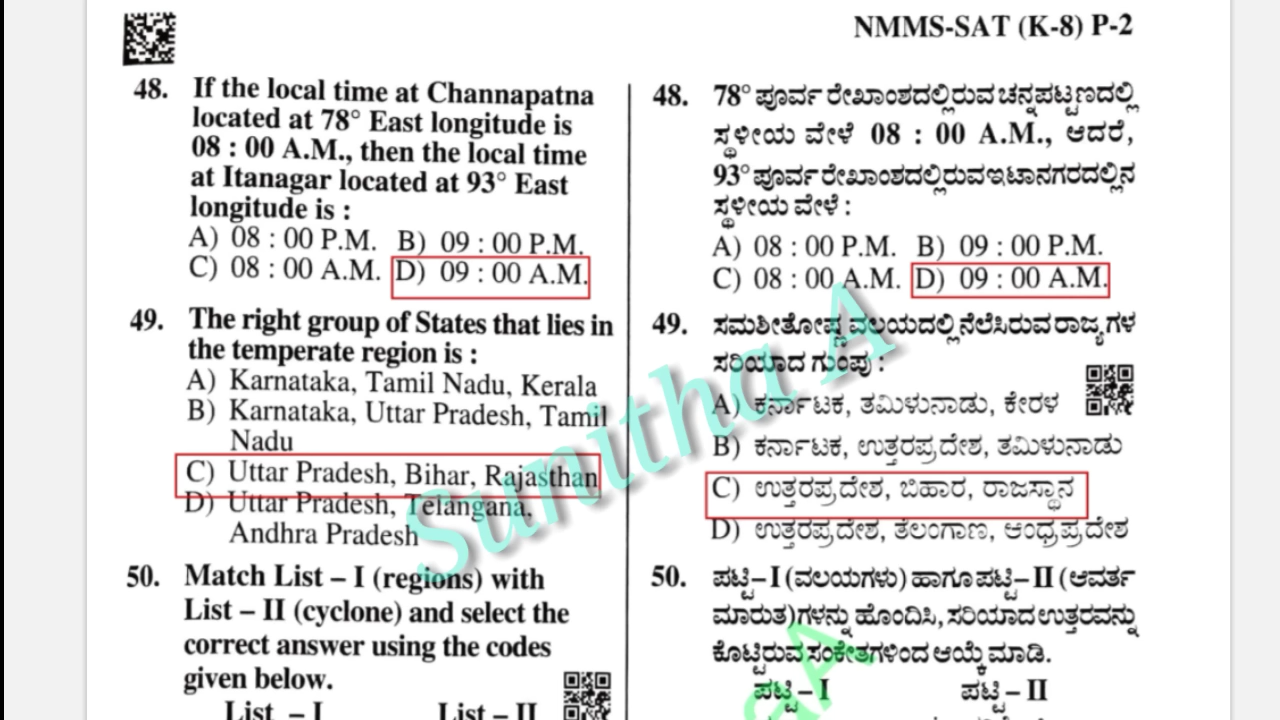 NMMS-SAT (K-8) P-2
48. If the local time at Channapatna
located at 78° East longitude is
08 : 00 A.M., then the local time
at Itanagar located at 93° East
longitude is :
A) 08 : 00 P.M. B) 09 : 00 P.M.
C) 08 : 00 A.M. D) 09 : 00 A.M.
49. The right group of States that lies in
the temperate region is :
A) Karnataka, Tamil Nadu, Kerala
B) Karnataka, Uttar Pradesh, Tamil
Nadu
C) Uttar Pradesh, Bihar, Rajasthan
D) Uttar Pradesh, Telangana,
Andhra Pradesh
50. Match List – I (regions) with
List – II (cyclone) and select the
correct answer using the codes
given below.
List – I List – II
48. 78° ಪೂರ್ವ ರೇಖಾಂಶದಲ್ಲಿರುವ ಚನ್ನಪಟ್ಟಣದಲ್ಲಿ
ಸ್ಥಳೀಯ ವೇಳೆ 08 : 00 A.M., ಆದರೆ,
93° ಪೂರ್ವ ರೇಖಾಂಶದಲ್ಲಿರುವ ಇಟಾನಗರದಲ್ಲಿನ
ಸ್ಥಳೀಯ ವೇಳೆ :
A) 08 : 00 P.M. B) 09 : 00 P.M.
C) 08 : 00 A.M. D) 09 : 00 A.M.
49. ಸಮಶೀತೋಷ್ಣ ವಲಯದಲ್ಲಿ ನೆಲೆಸಿರುವ ರಾಜ್ಯಗಳ
ಸರಿಯಾದ ಗುಂಪು :
A) ಕರ್ನಾಟಕ, ತಮಿಳುನಾಡು, ಕೇರಳ
B) ಕರ್ನಾಟಕ, ಉತ್ತರಪ್ರದೇಶ, ತಮಿಳುನಾಡು
C) ಉತ್ತರಪ್ರದೇಶ, ಬಿಹಾರ, ರಾಜಸ್ಥಾನ
D) ಉತ್ತರಪ್ರದೇಶ, ತೆಲಂಗಾಣ, ಆಂಧ್ರಪ್ರದೇಶ
50. ಪಟ್ಟಿ–I (ವಲಯಗಳು) ಹಾಗೂ ಪಟ್ಟಿ–II (ಆವರ್ತ
ಮಾರುತ)ಗಳನ್ನು ಹೊಂದಿಸಿ, ಸರಿಯಾದ ಉತ್ತರವನ್ನು
ಕೊಟ್ಟಿರುವ ಸಂಕೇತಗಳಿಂದ ಆಯ್ಕೆ ಮಾಡಿ.
ಪಟ್ಟಿ – I ಪಟ್ಟಿ – II
Sunitha A